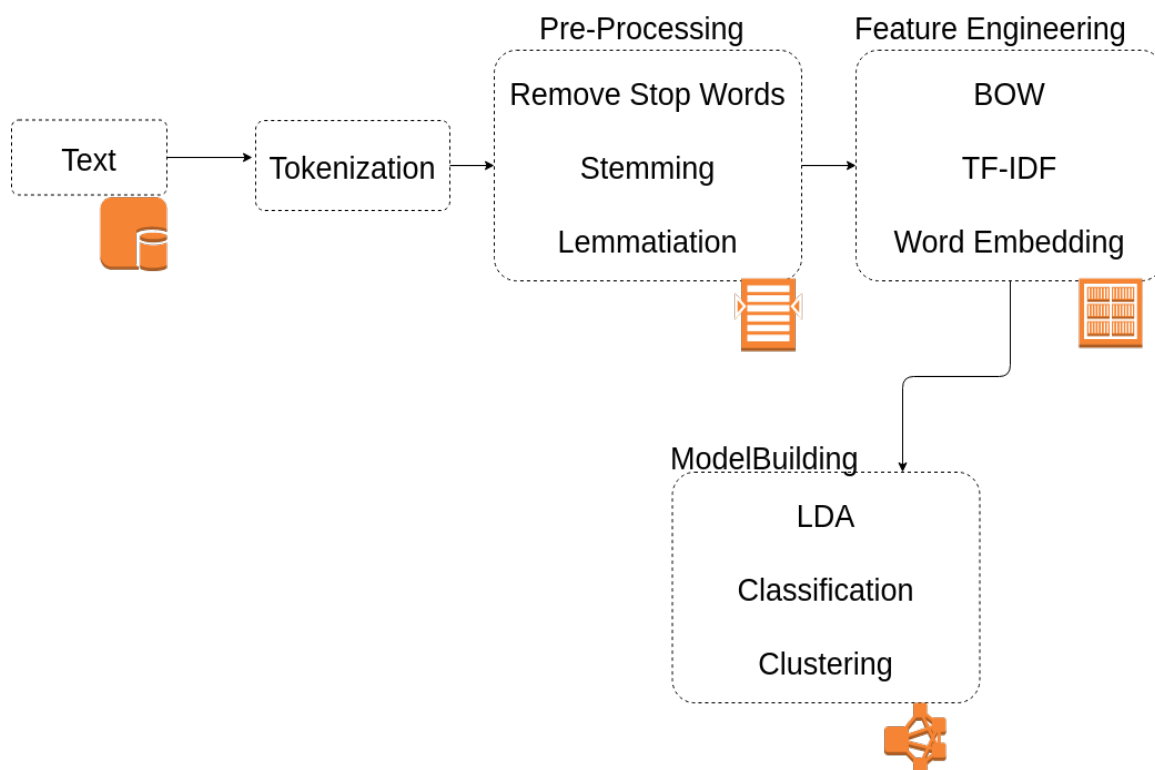 Pre-Processing
Feature Engineering
Text
Tokenization
Remove Stop Words
Stemming
Lemmatiation
BOW
TF-IDF
Word Embedding
ModelBuilding
LDA
Classification
Clustering